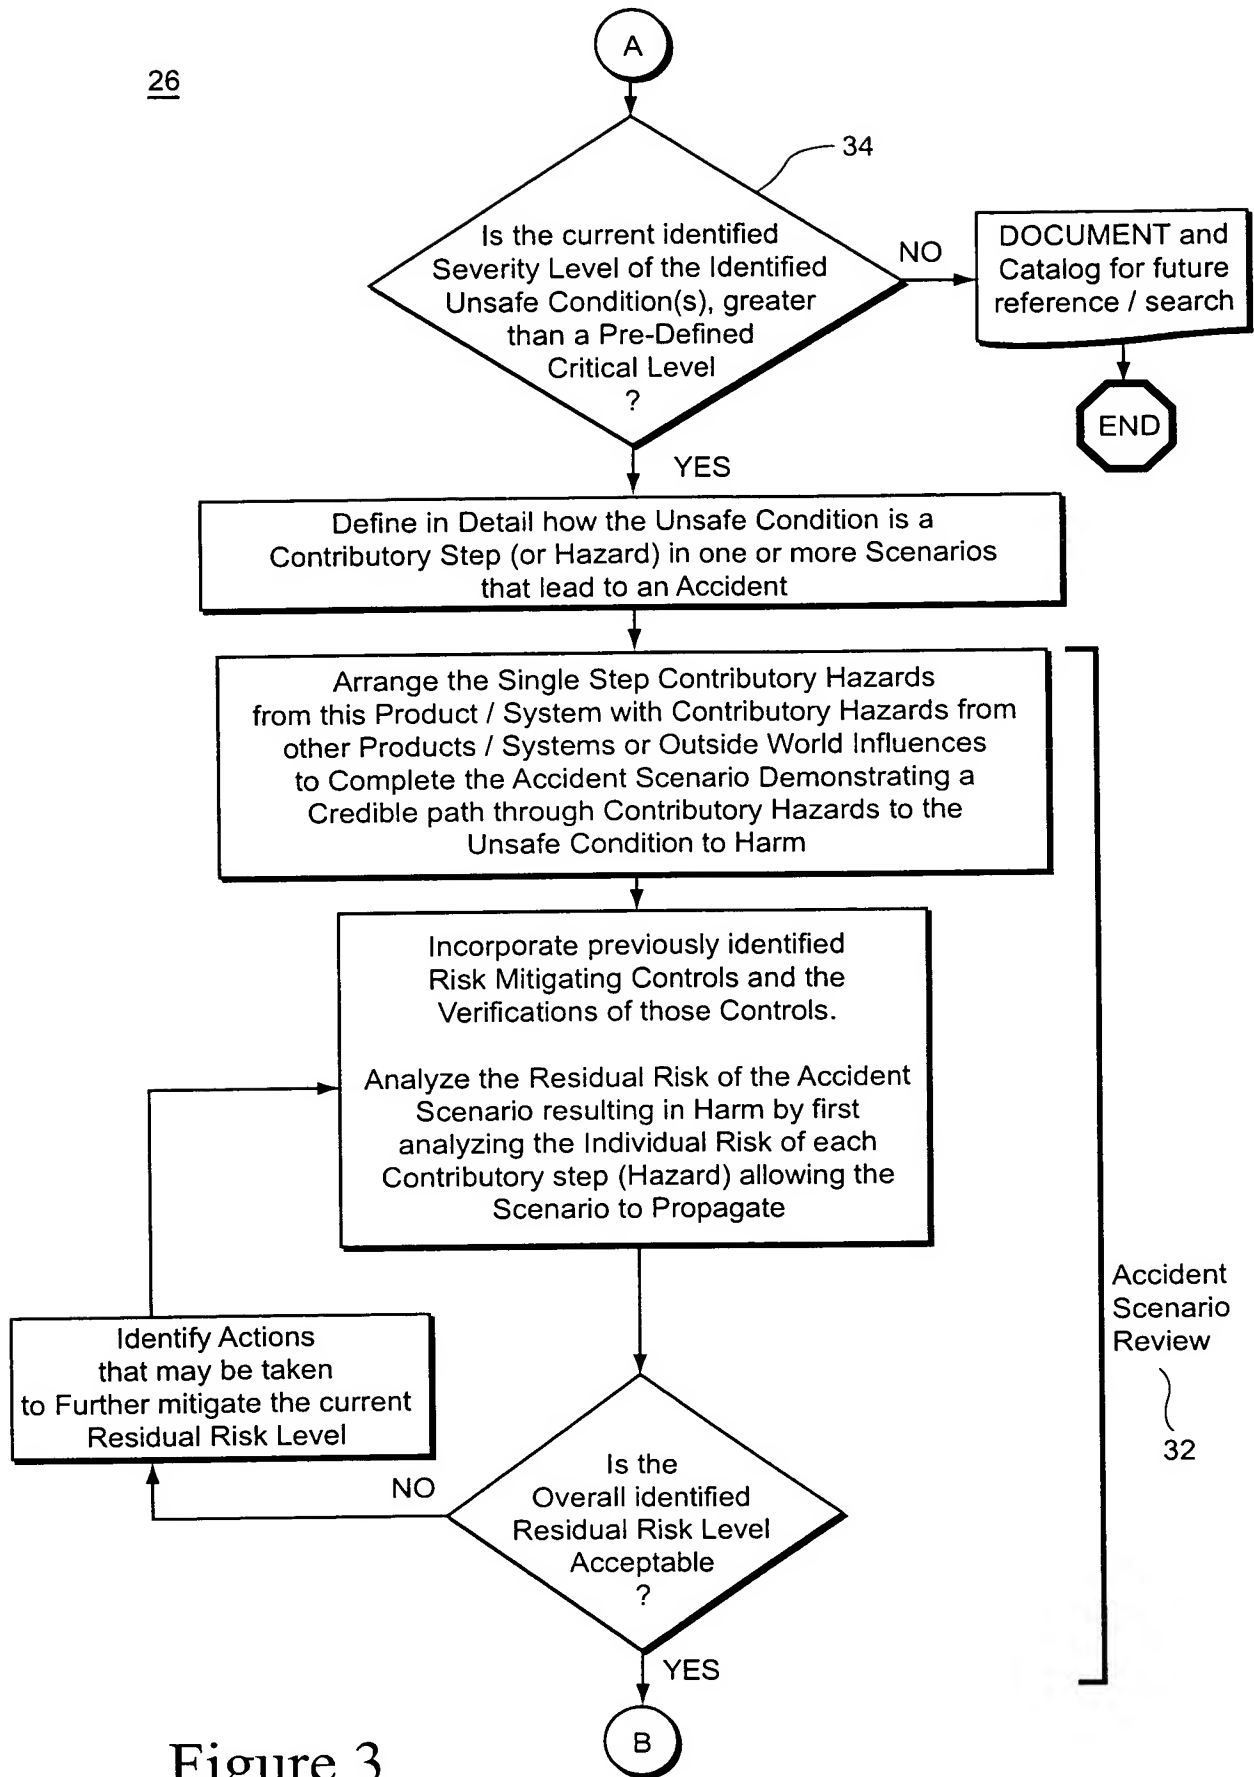 A
26
34
Is the current identified
Severity Level of the Identified
Unsafe Condition(s), greater
than a Pre-Defined
Critical Level
?
NO
DOCUMENT and
Catalog for future
reference / search
END
YES
Define in Detail how the Unsafe Condition is a
Contributory Step (or Hazard) in one or more Scenarios
that lead to an Accident
Arrange the Single Step Contributory Hazards
from this Product / System with Contributory Hazards from
other Products / Systems or Outside World Influences
to Complete the Accident Scenario Demonstrating a
Credible path through Contributory Hazards to the
Unsafe Condition to Harm
Incorporate previously identified
Risk Mitigating Controls and the
Verifications of those Controls.
Analyze the Residual Risk of the Accident
Scenario resulting in Harm by first
analyzing the Individual Risk of each
Contributory step (Hazard) allowing the
Scenario to Propagate
Accident
Scenario
Review
32
Identify Actions
that may be taken
to Further mitigate the current
Residual Risk Level
NO
Is the
Overall identified
Residual Risk Level
Acceptable
?
YES
B
Figure 3